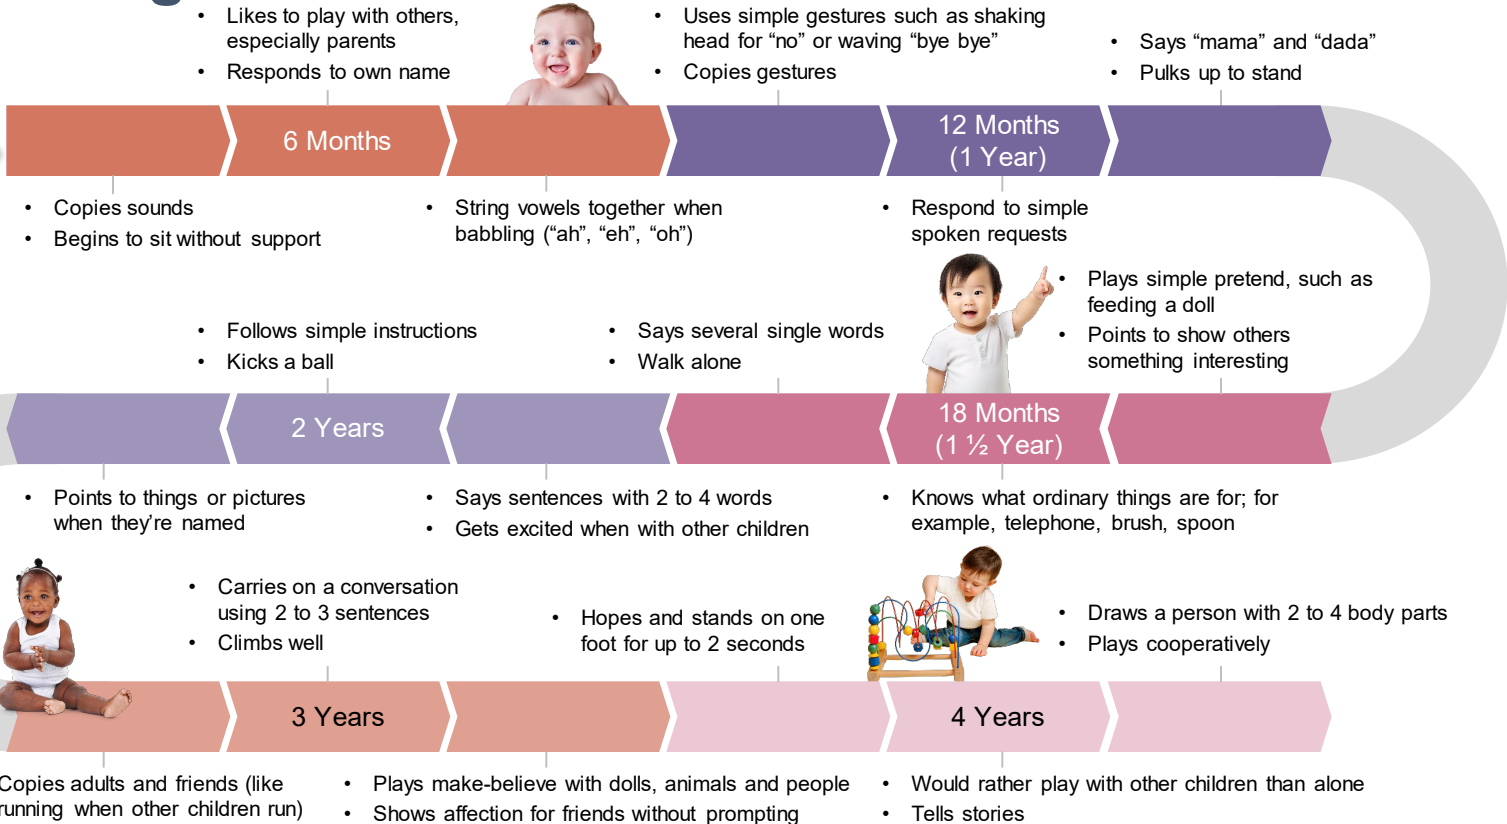 • Likes to play with others,
especially parents
• Responds to own name
• Uses simple gestures such as shaking
head for “no” or waving “bye bye”
• Copies gestures
• Says “mama” and “dada”
• Pulks up to stand
6 Months
12 Months
(1 Year)
• Copies sounds
• Begins to sit without support
• String vowels together when
babbling (“ah”, “eh”, “oh”)
• Respond to simple
spoken requests
• Plays simple pretend, such as
feeding a doll
• Points to show others
something interesting
• Says several single words
• Walk alone
• Follows simple instructions
• Kicks a ball
18 Months
(1 ½ Year)
2 Years
• Knows what ordinary things are for; for
example, telephone, brush, spoon
• Says sentences with 2 to 4 words
• Gets excited when with other children
• Points to things or pictures
when they’re named
• Carries on a conversation
using 2 to 3 sentences
• Climbs well
• Hopes and stands on one
foot for up to 2 seconds
• Draws a person with 2 to 4 body parts
• Plays cooperatively
3 Years
4 Years
Copies adults and friends (like
running when other children run)
• Plays make-believe with dolls, animals and people
• Shows affection for friends without prompting
• Would rather play with other children than alone
• Tells stories